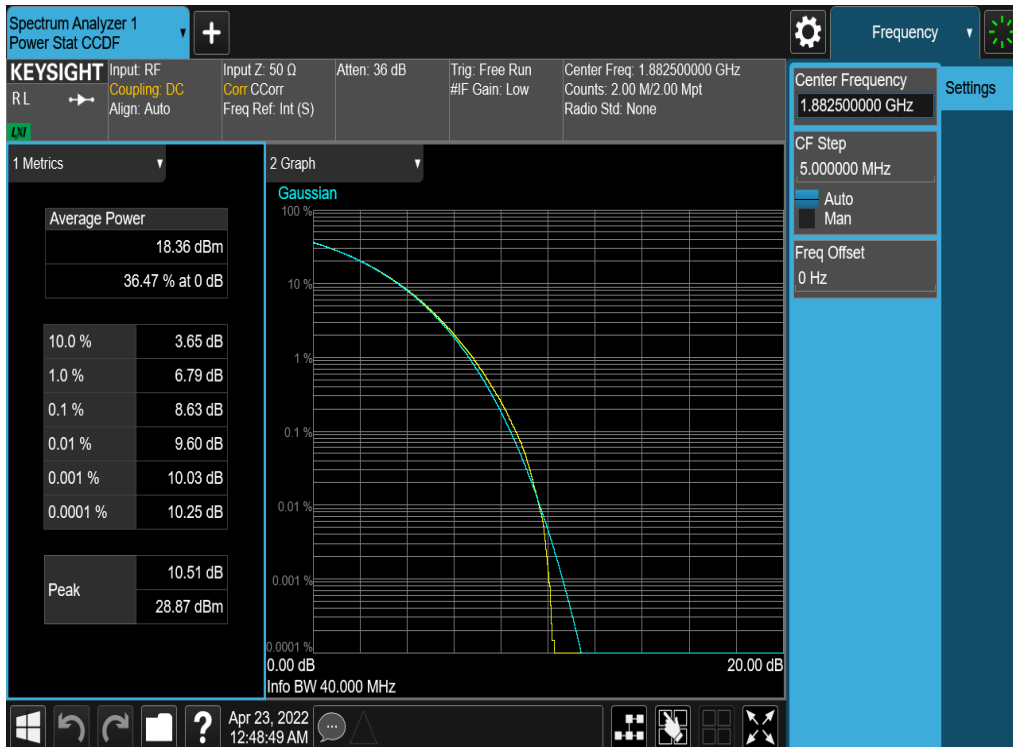 Spectrum Analyzer 1
Power Stat CCDF
+
Frequency
KEYSIGHT
RL
LXI
Input: RF
Coupling: DC
Align: Auto
Input Z: 50 Ω
Corr CCorr
Freq Ref: Int (S)
Atten: 36 dB
Trig: Free Run
#IF Gain: Low
Center Freq: 1.882500000 GHz
Counts: 2.00 M/2.00 Mpt
Radio Std: None
Center Frequency
1.882500000 GHz
Settings
CF Step
5.000000 MHz
Auto
Man
Freq Offset
0 Hz
1 Metrics
Average Power
18.36 dBm
36.47 % at 0 dB
10.0 % 3.65 dB
1.0 % 6.79 dB
0.1 % 8.63 dB
0.01 % 9.60 dB
0.001 % 10.03 dB
0.0001 % 10.25 dB
Peak
10.51 dB
28.87 dBm
2 Graph
Gaussian
100 %
10 %
1 %
0.1 %
0.01 %
0.001 %
0.0001 %
0.00 dB 20.00 dB
Info BW 40.000 MHz
?
Apr 23, 2022
12:48:49 AM